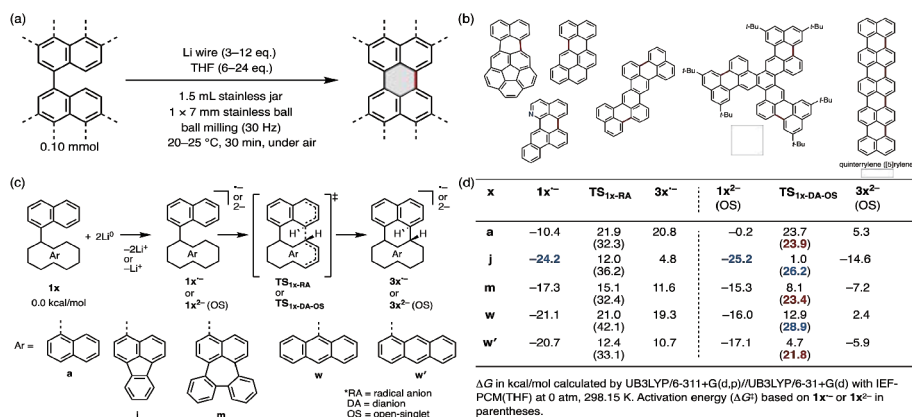 (a)
Li wire (3–12 eq.)
THF (6–24 eq.)
1.5 mL stainless jar
1 × 7 mm stainless ball
ball milling (30 Hz)
20–25 °C, 30 min, under air
0.10 mmol
(b)
N
t-Bu
t-Bu
t-Bu
t-Bu
t-Bu
t-Bu
quinterrylene ([5]rylene)
(c)
Ar
1x
0.0 kcal/mol
+ 2Li⁰
−2Li⁺
or
−Li⁺
•−
or
2−
Ar
1x•−
or
1x²⁻ (OS)
‡
H
H
Ar
TS1x-RA
or
TS1x-DA-OS
•−
or
2−
H
H
Ar
3x•−
or
3x²⁻ (OS)
Ar =
a
j
m
w
w′
*RA = radical anion
DA = dianion
OS = open-singlet
(d)
x 1x•− TS1x-RA 3x•− 1x²⁻ (OS) TS1x-DA-OS 3x²⁻ (OS)
a −10.4 21.9 (32.3) 20.8 −0.2 23.7 (23.9) 5.3
j −24.2 12.0 (36.2) 4.8 −25.2 1.0 (26.2) −14.6
m −17.3 15.1 (32.4) 11.6 −15.3 8.1 (23.4) −7.2
w −21.1 21.0 (42.1) 19.3 −16.0 12.9 (28.9) 2.4
w′ −20.7 12.4 (33.1) 10.7 −17.1 4.7 (21.8) −5.9
ΔG in kcal/mol calculated by UB3LYP/6-311+G(d,p)//UB3LYP/6-31+G(d) with IEF-
PCM(THF) at 0 atm, 298.15 K. Activation energy (ΔG‡) based on 1x•− or 1x²⁻ in
parentheses.